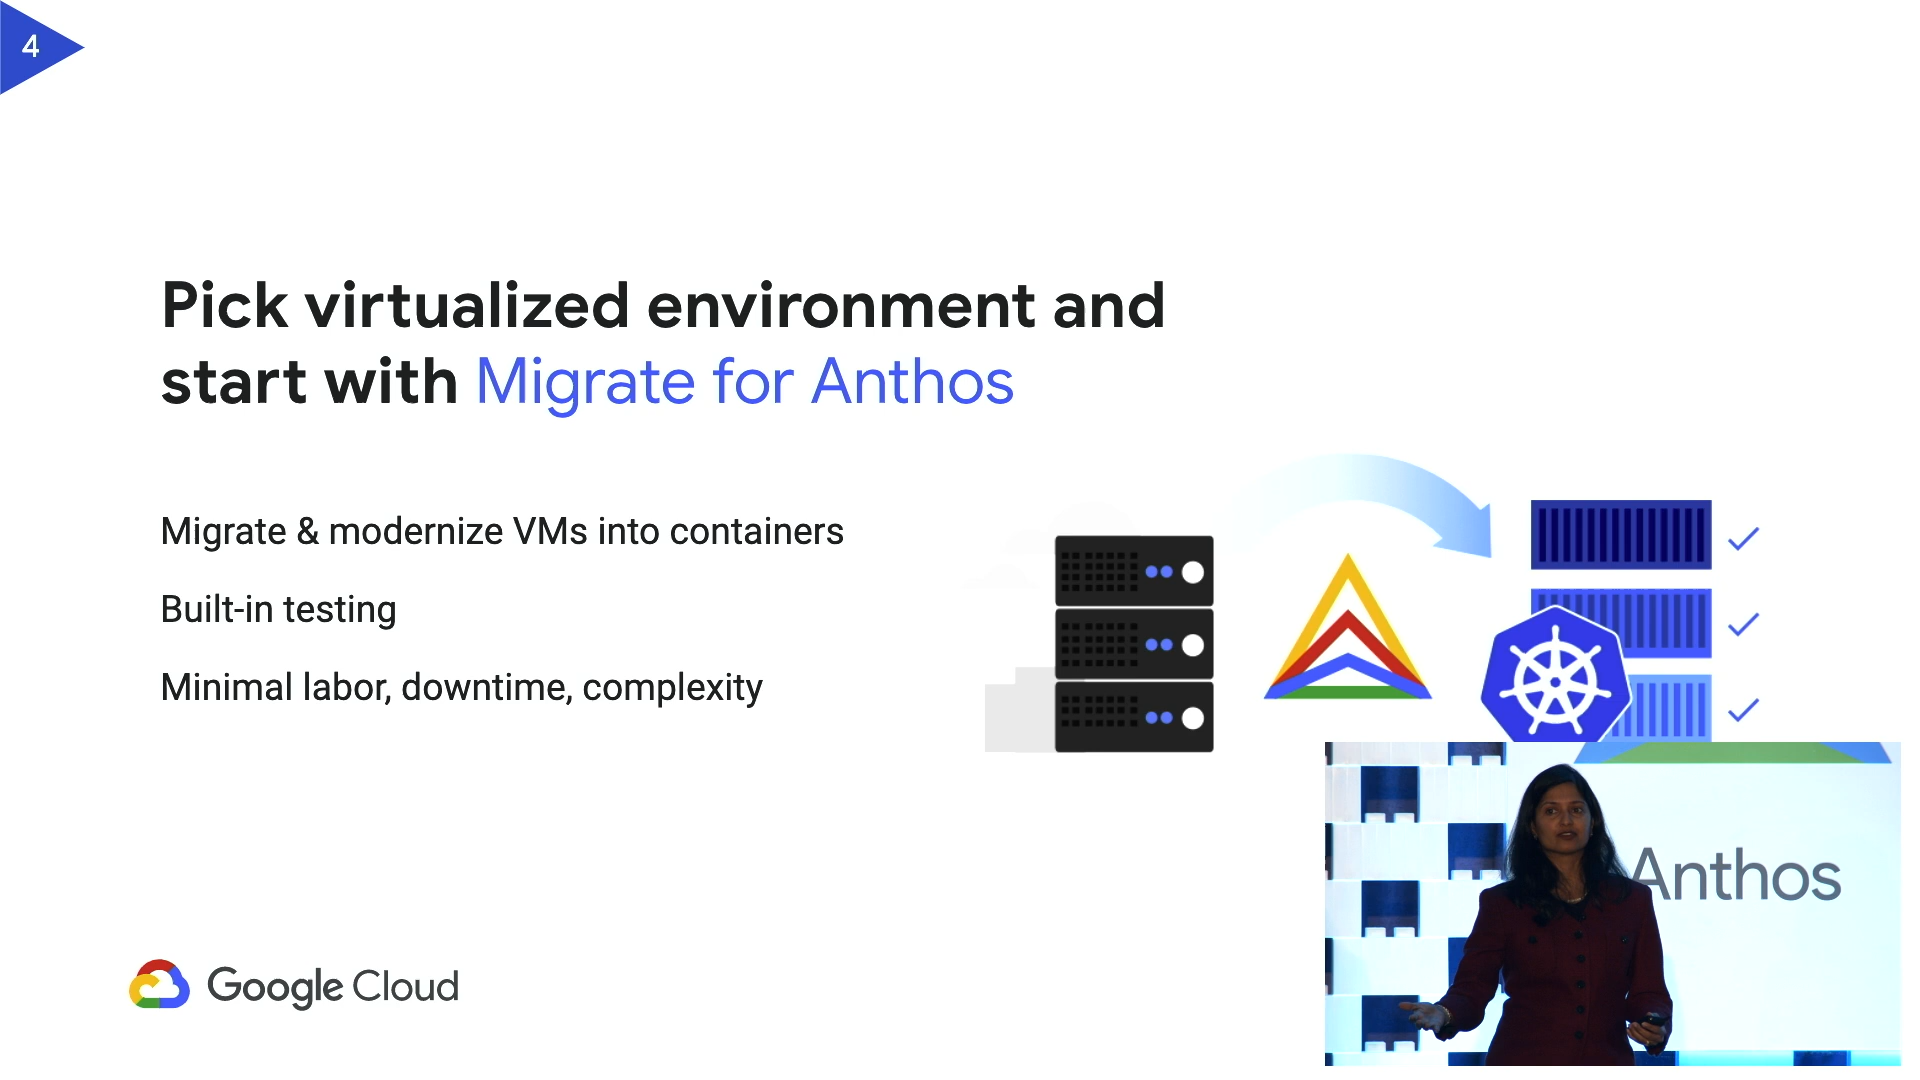 4
Pick virtualized environment and
start with Migrate for Anthos
Migrate & modernize VMs into containers
Built-in testing
Minimal labor, downtime, complexity
Anthos
Google Cloud